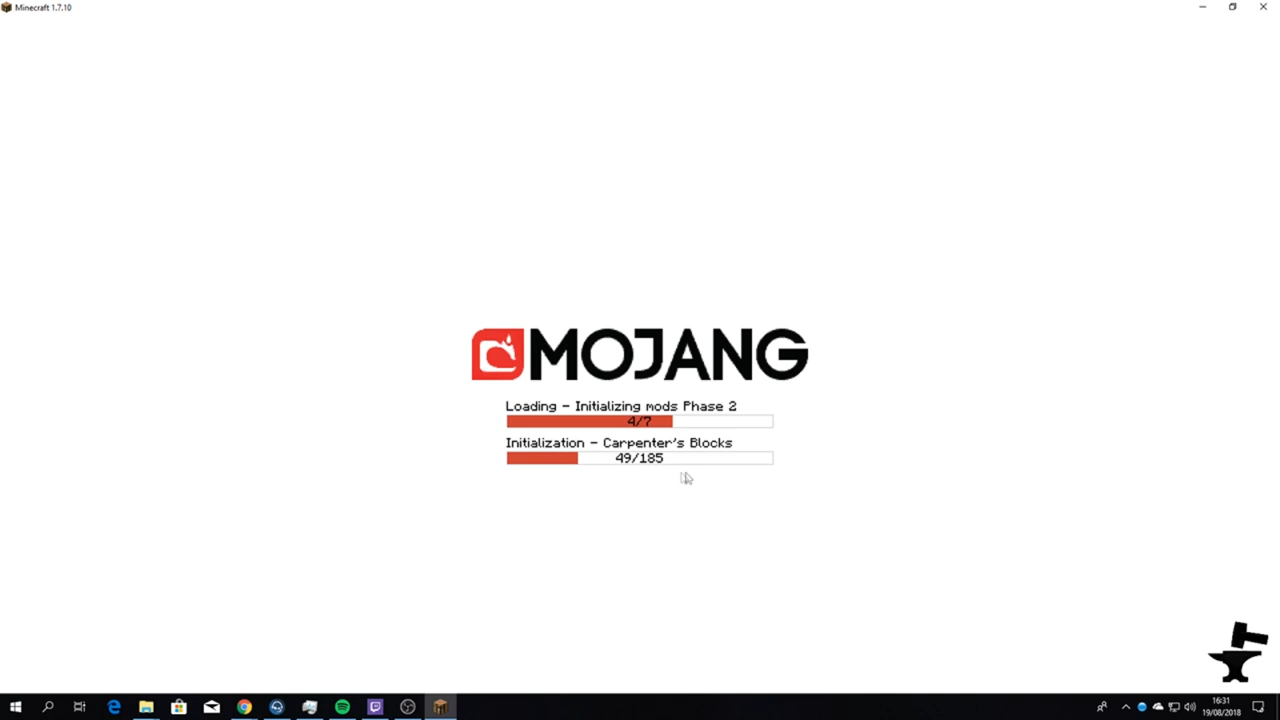 Minecraft 1.7.10
MOJANG
Loading - Initializing mods Phase 2
4/7
Initialization - Carpenter's Blocks
49/185
16:31
19/08/2018